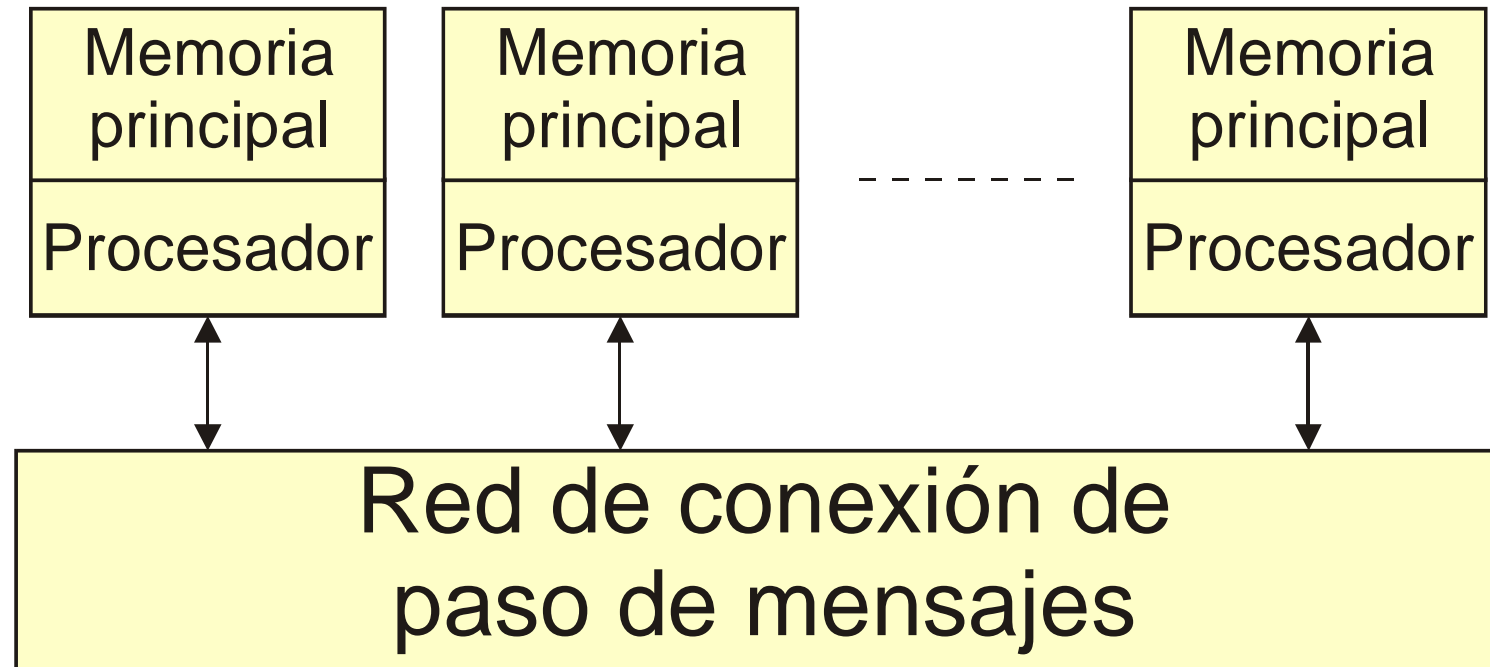 Memoria
principal
Procesador
Memoria
principal
Procesador
Memoria
principal
Procesador
Red de conexión de
paso de mensajes